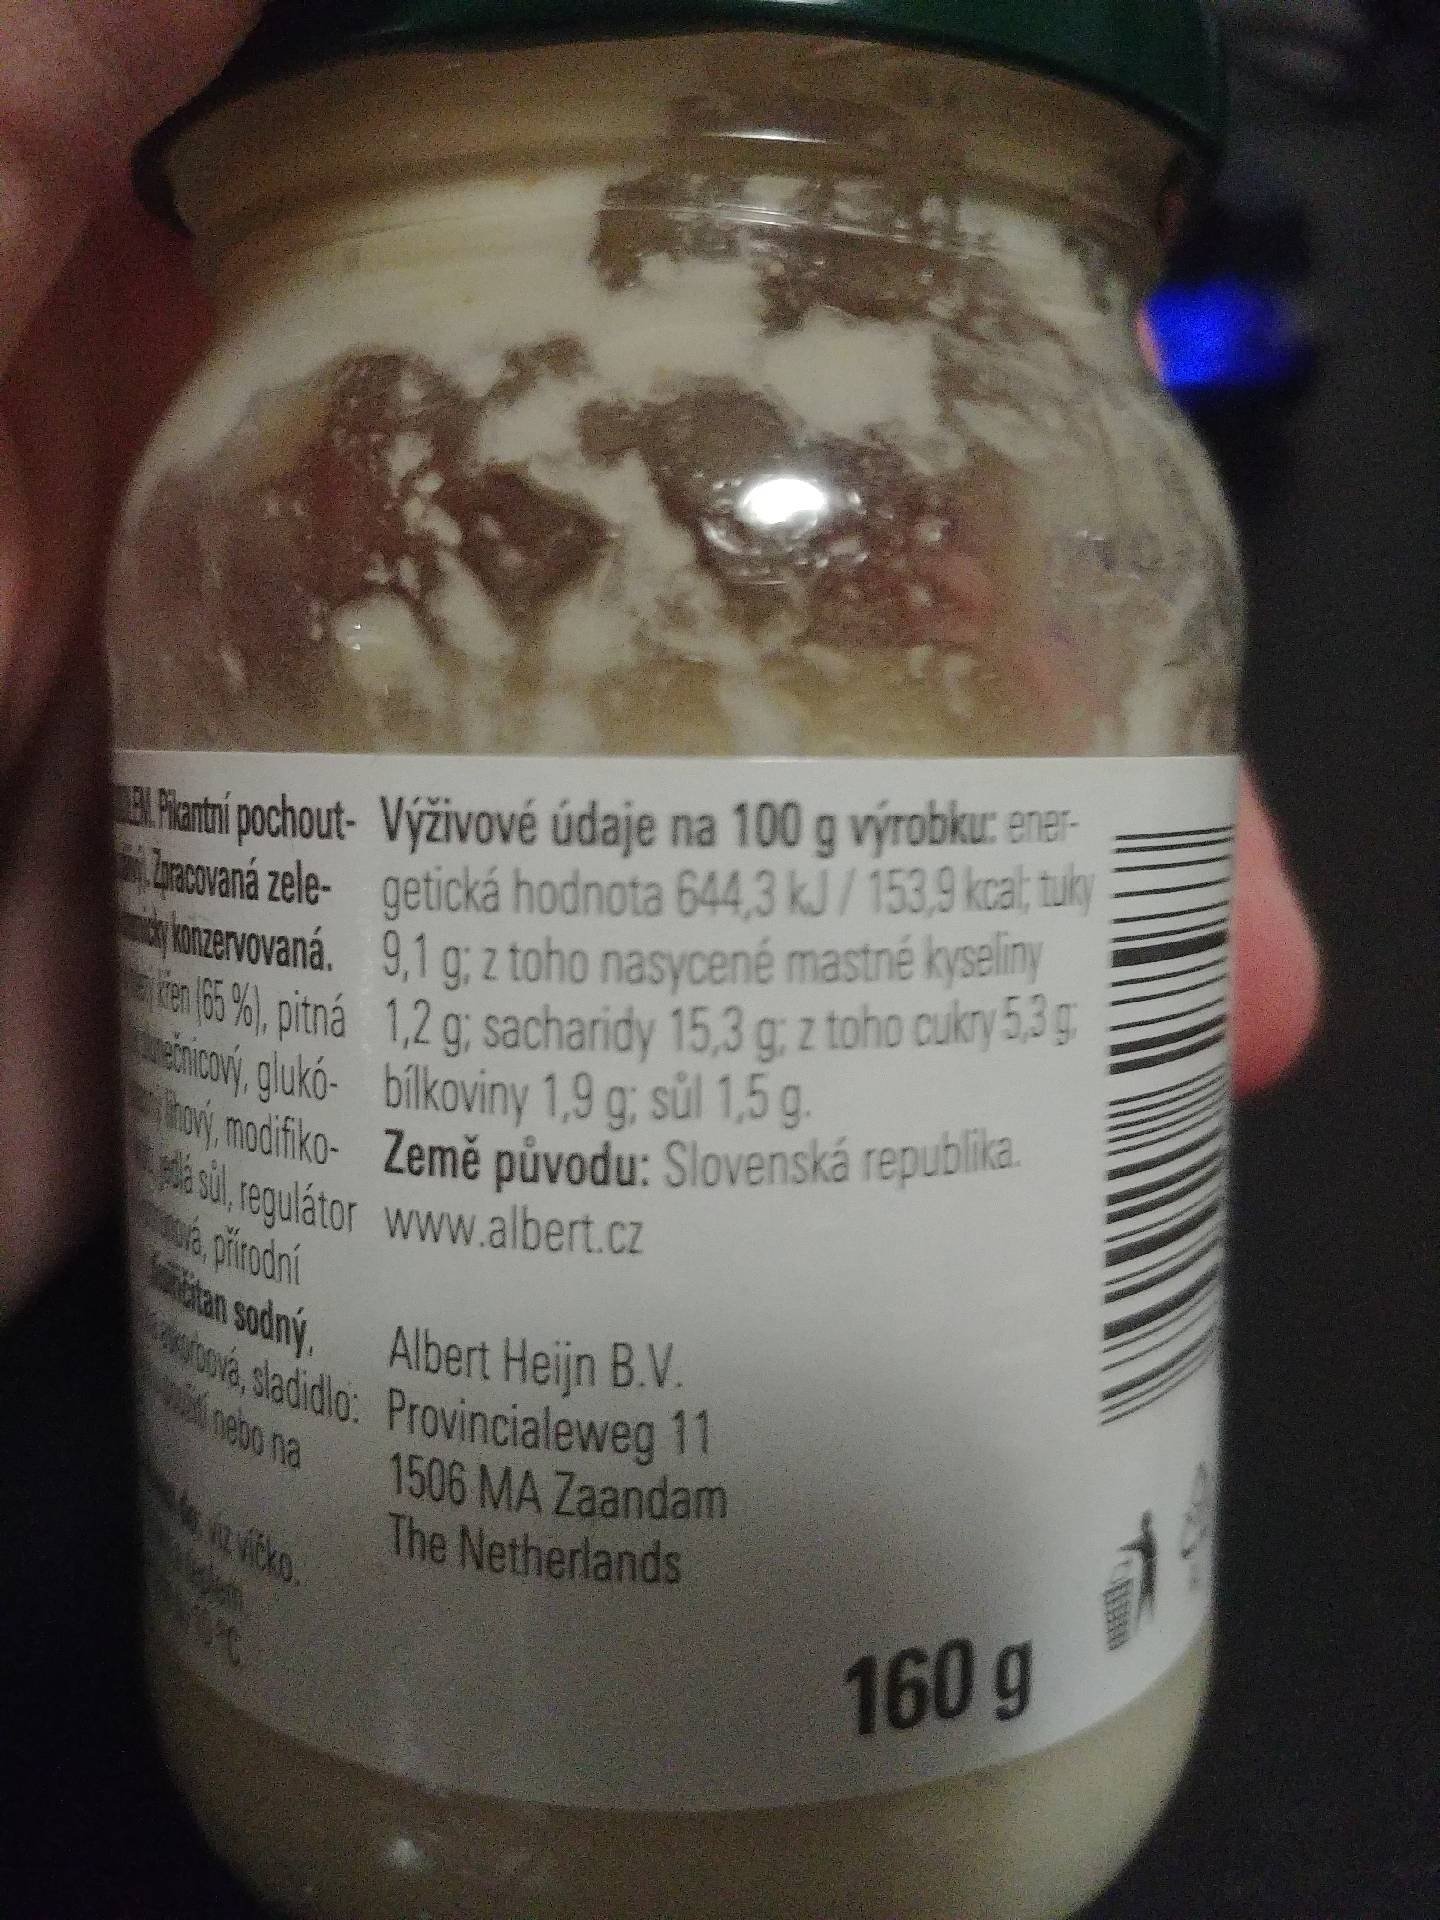 Pikantní pochout-
Zpracovaná zele-
konzervovaná.
křen (65 %), pitná
glukó-
lihový, modifiko-
jedlá sůl, regulátor
přírodní
sodný,
sladidlo:
nebo na
viz víčko.
°C
Výživové údaje na 100 g výrobku: ener-
getická hodnota 644,3 kJ / 153,9 kcal; tuky
9,1 g; z toho nasycené mastné kyseliny
1,2 g; sacharidy 15,3 g; z toho cukry 5,3 g;
bílkoviny 1,9 g; sůl 1,5 g.
Země původu: Slovenská republika.
www.albert.cz
Albert Heijn B.V.
Provincialeweg 11
1506 MA Zaandam
The Netherlands
160 g